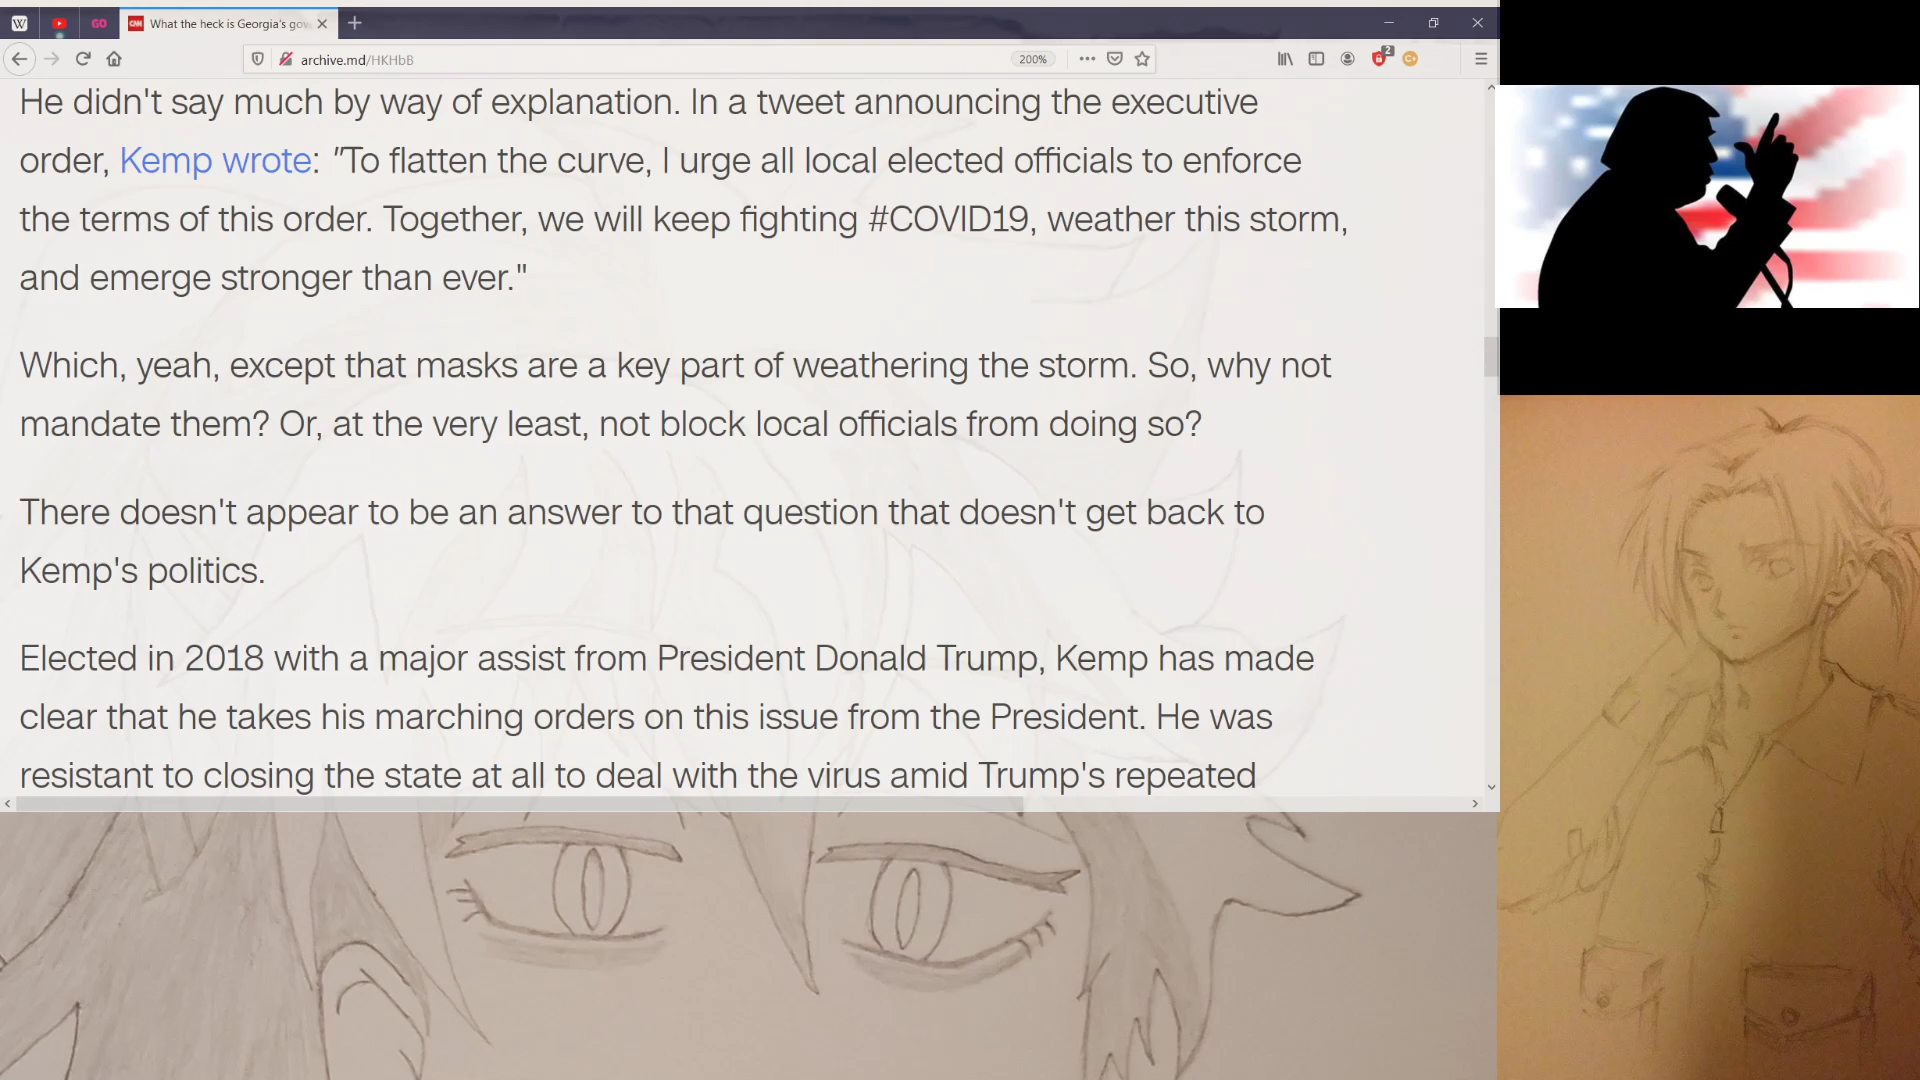 W
GO
CNN What the heck is Georgia's gov
archive.md/HKHbB
200%
2
C+
He didn't say much by way of explanation. In a tweet announcing the executive
order, Kemp wrote: "To flatten the curve, I urge all local elected officials to enforce
the terms of this order. Together, we will keep fighting #COVID19, weather this storm,
and emerge stronger than ever."
Which, yeah, except that masks are a key part of weathering the storm. So, why not
mandate them? Or, at the very least, not block local officials from doing so?
There doesn't appear to be an answer to that question that doesn't get back to
Kemp's politics.
Elected in 2018 with a major assist from President Donald Trump, Kemp has made
clear that he takes his marching orders on this issue from the President. He was
resistant to closing the state at all to deal with the virus amid Trump's repeated